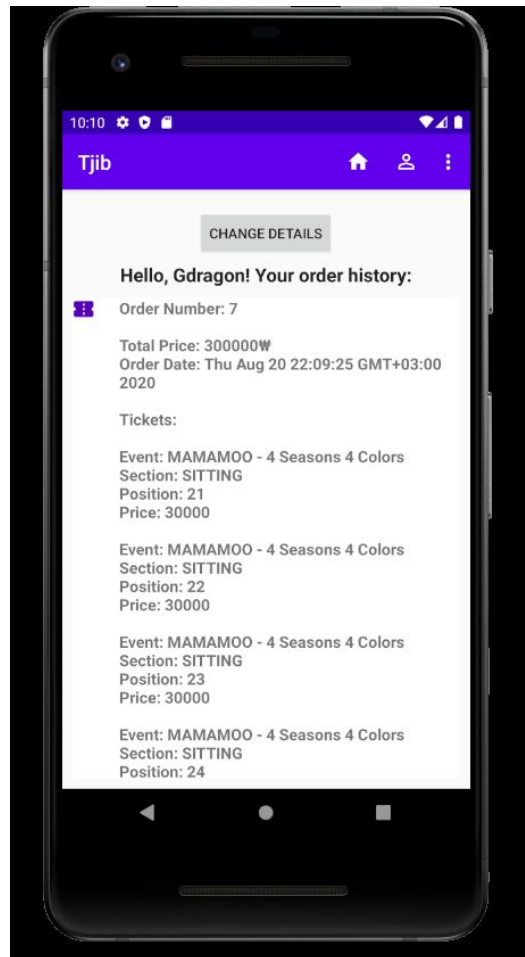 10:10
Tjib
CHANGE DETAILS
Hello, Gdragon! Your order history:
Order Number: 7
Total Price: 300000₩
Order Date: Thu Aug 20 22:09:25 GMT+03:00
2020
Tickets:
Event: MAMAMOO - 4 Seasons 4 Colors
Section: SITTING
Position: 21
Price: 30000
Event: MAMAMOO - 4 Seasons 4 Colors
Section: SITTING
Position: 22
Price: 30000
Event: MAMAMOO - 4 Seasons 4 Colors
Section: SITTING
Position: 23
Price: 30000
Event: MAMAMOO - 4 Seasons 4 Colors
Section: SITTING
Position: 24